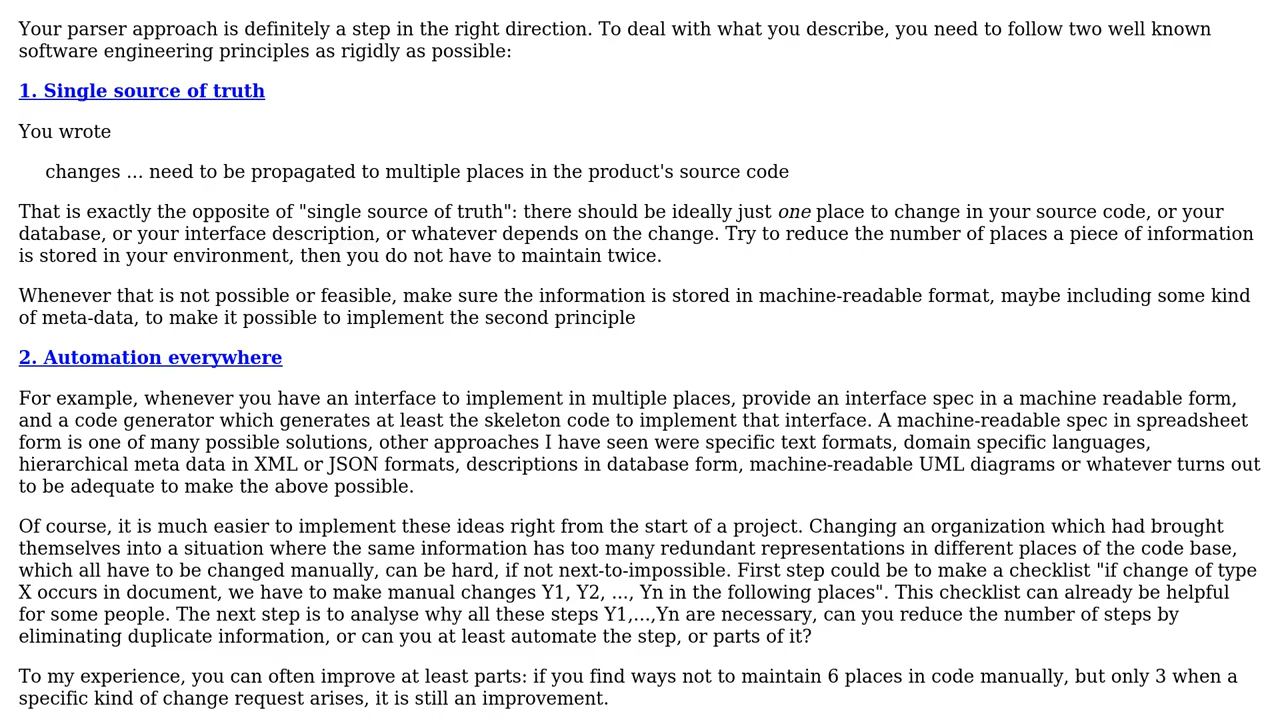 Your parser approach is definitely a step in the right direction. To deal with what you describe, you need to follow two well known
software engineering principles as rigidly as possible:
1. Single source of truth
You wrote
changes ... need to be propagated to multiple places in the product's source code
That is exactly the opposite of "single source of truth": there should be ideally just one place to change in your source code, or your
database, or your interface description, or whatever depends on the change. Try to reduce the number of places a piece of information
is stored in your environment, then you do not have to maintain twice.
Whenever that is not possible or feasible, make sure the information is stored in machine-readable format, maybe including some kind
of meta-data, to make it possible to implement the second principle
2. Automation everywhere
For example, whenever you have an interface to implement in multiple places, provide an interface spec in a machine readable form,
and a code generator which generates at least the skeleton code to implement that interface. A machine-readable spec in spreadsheet
form is one of many possible solutions, other approaches I have seen were specific text formats, domain specific languages,
hierarchical meta data in XML or JSON formats, descriptions in database form, machine-readable UML diagrams or whatever turns out
to be adequate to make the above possible.
Of course, it is much easier to implement these ideas right from the start of a project. Changing an organization which had brought
themselves into a situation where the same information has too many redundant representations in different places of the code base,
which all have to be changed manually, can be hard, if not next-to-impossible. First step could be to make a checklist "if change of type
X occurs in document, we have to make manual changes Y1, Y2, ..., Yn in the following places". This checklist can already be helpful
for some people. The next step is to analyse why all these steps Y1,...,Yn are necessary, can you reduce the number of steps by
eliminating duplicate information, or can you at least automate the step, or parts of it?
To my experience, you can often improve at least parts: if you find ways not to maintain 6 places in code manually, but only 3 when a
specific kind of change request arises, it is still an improvement.